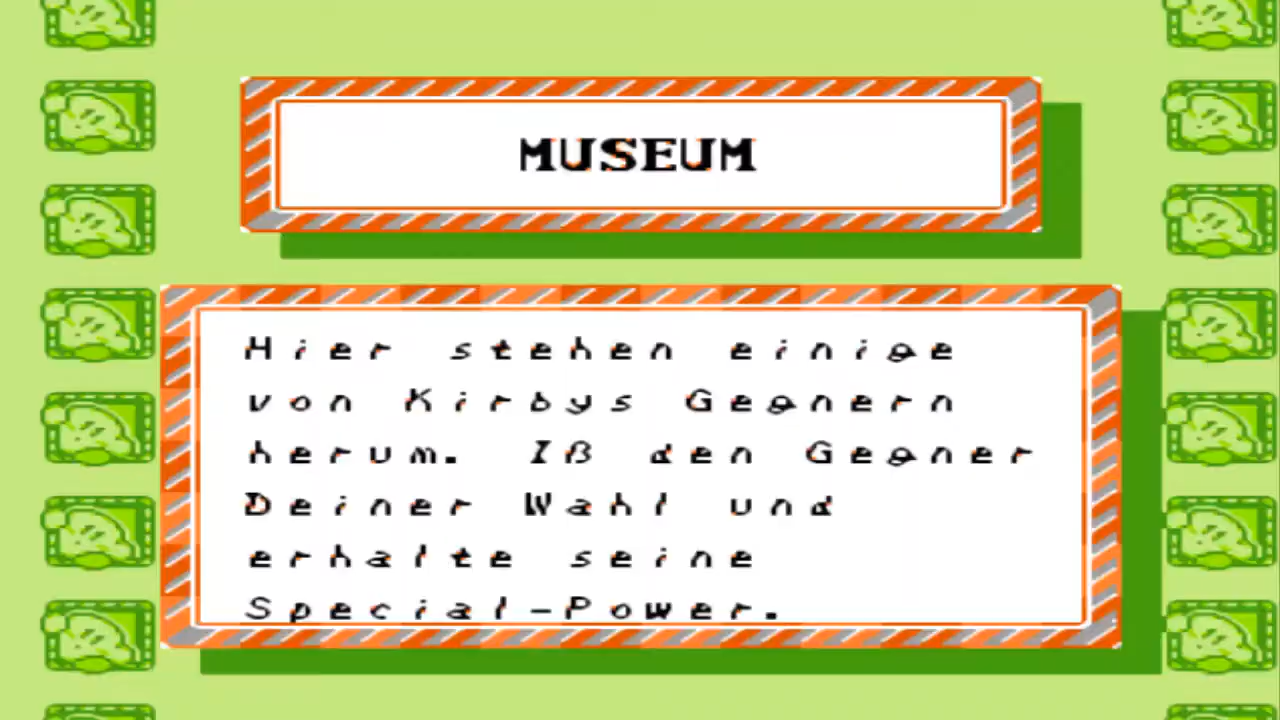 MUSEUM
Hier stehen einige
von Kirbys Gegnern
herum. Iß den Gegner
Deiner Wahl und
erhalte seine
Special-Power.